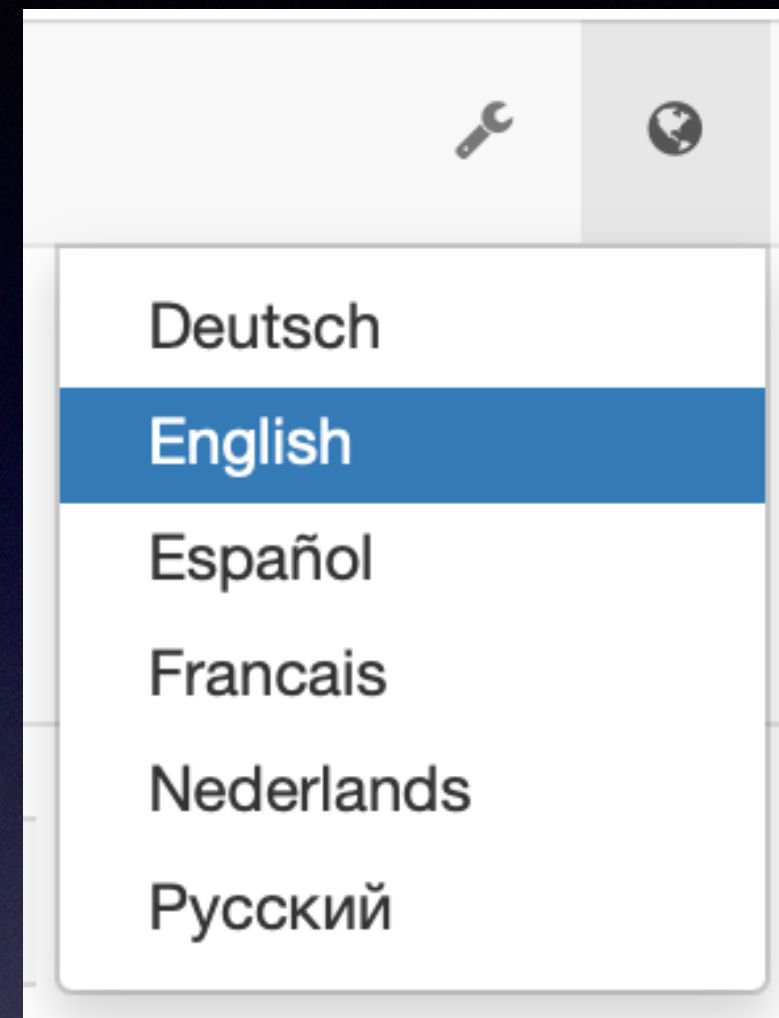 Deutsch
English
Español
Francais
Nederlands
Русский